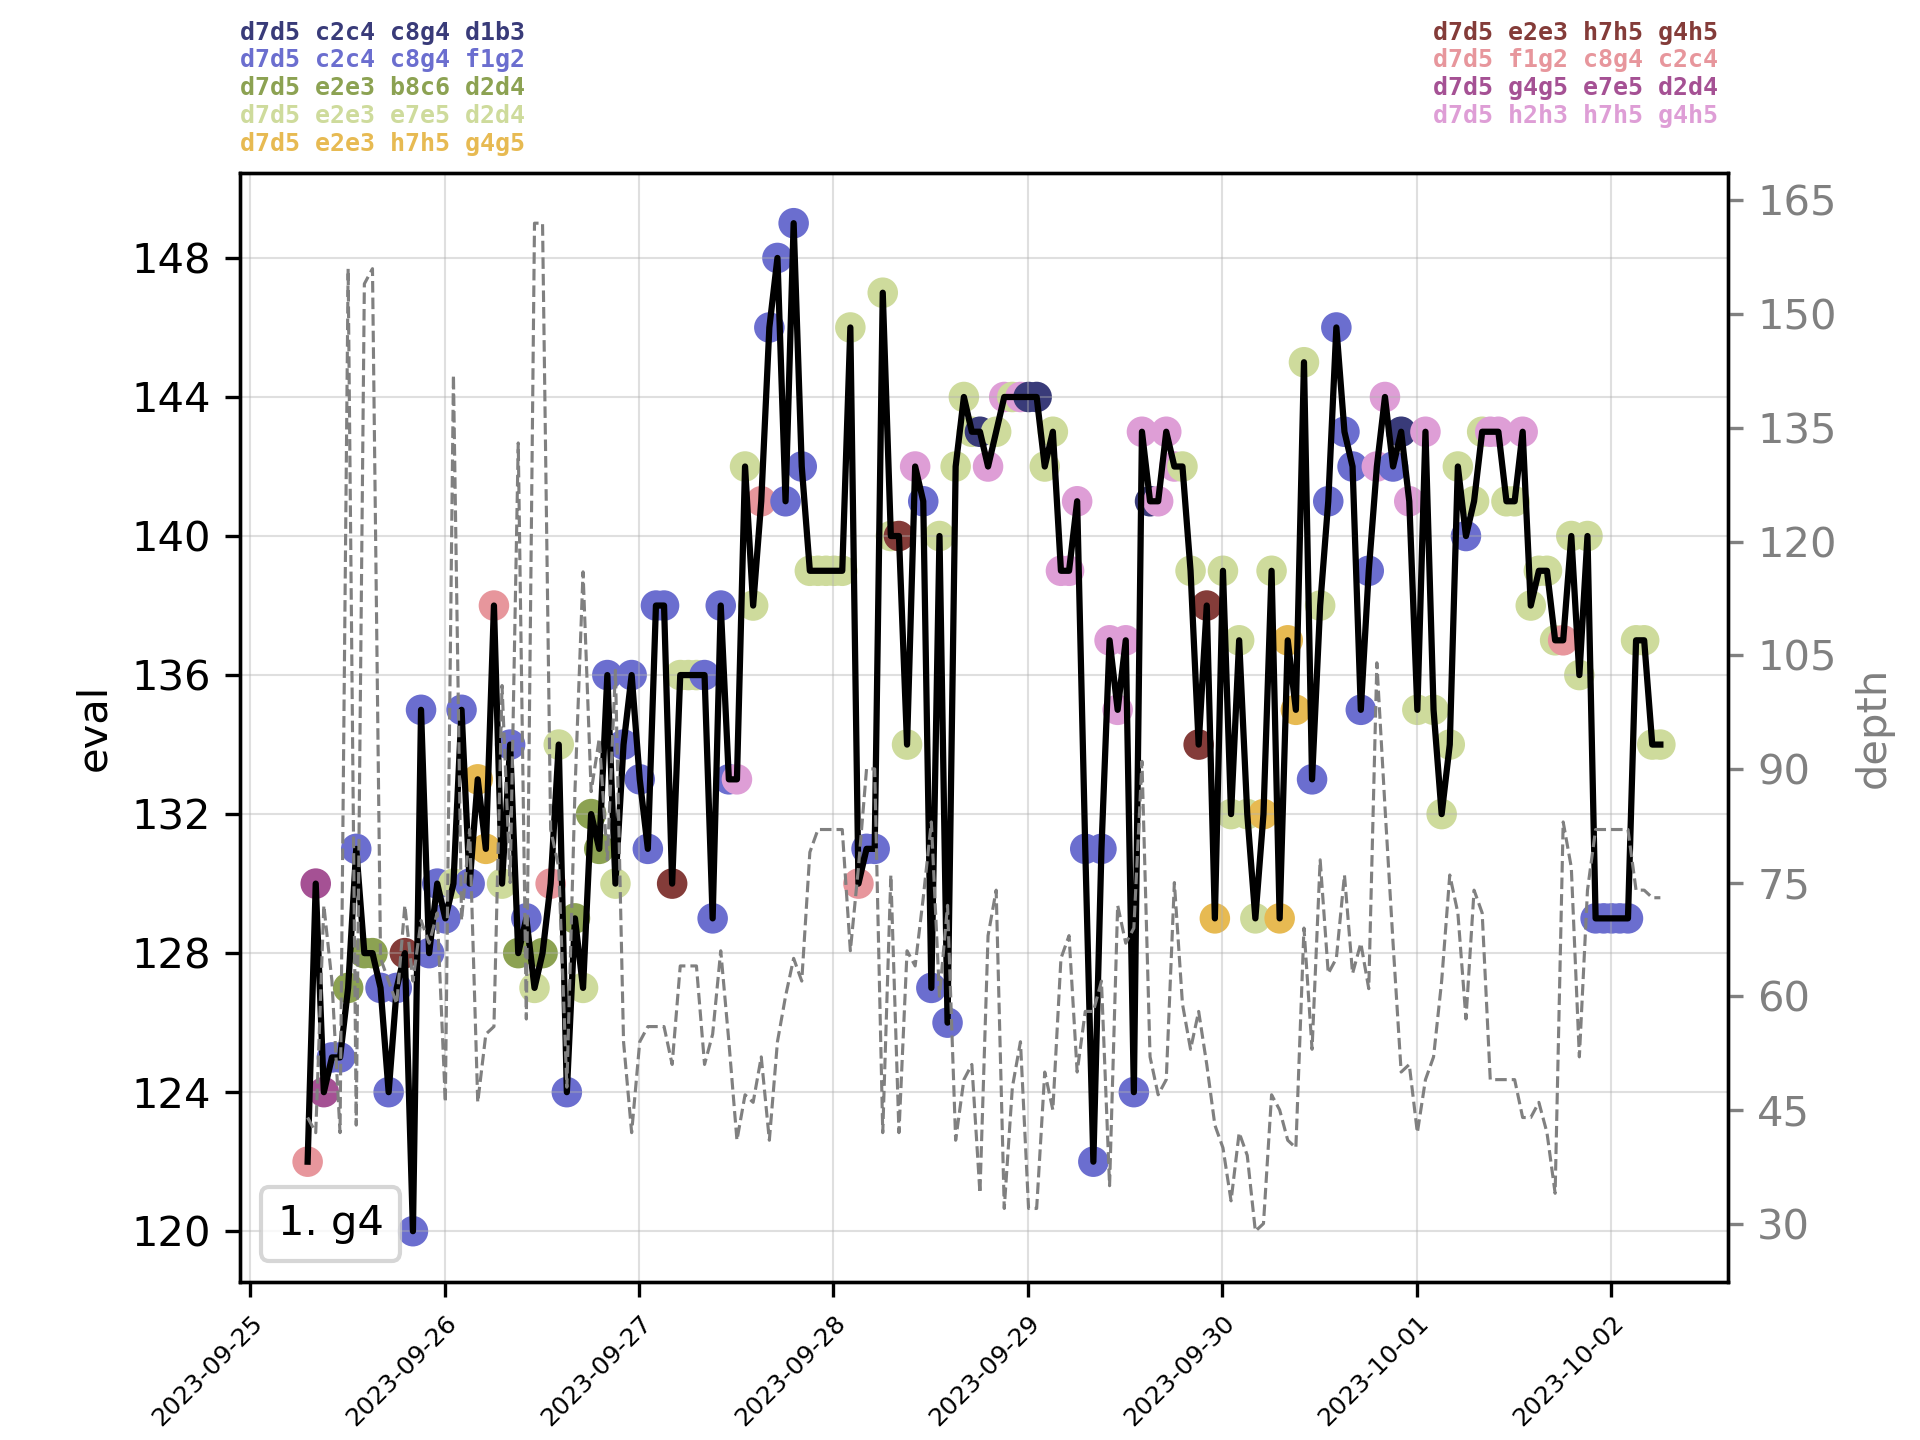 d7d5 c2c4 c8g4 d1b3
d7d5 c2c4 c8g4 f1g2
d7d5 e2e3 b8c6 d2d4
d7d5 e2e3 e7e5 d2d4
d7d5 e2e3 h7h5 g4g5
d7d5 e2e3 h7h5 g4h5
d7d5 f1g2 c8g4 c2c4
d7d5 g4g5 e7e5 d2d4
d7d5 h2h3 h7h5 g4h5
eval
148
144
140
136
132
128
124
120
1. g4
165
150
135
120
105
90
75
60
45
30
depth
2023-09-25
2023-09-26
2023-09-27
2023-09-28
2023-09-29
2023-09-30
2023-10-01
2023-10-02